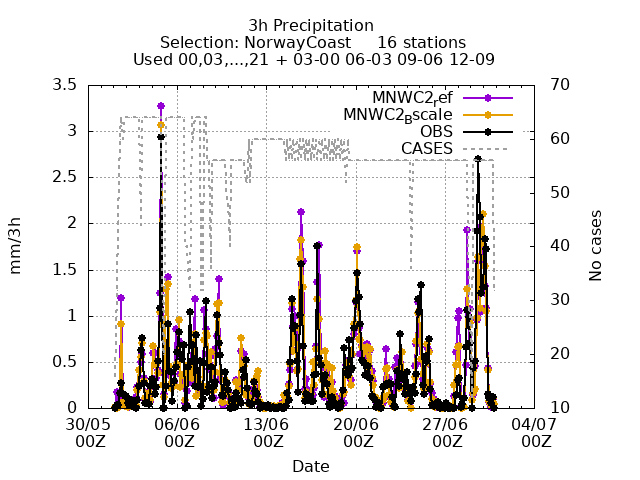 3h Precipitation
Selection: NorwayCoast 16 stations
Used 00,03,...,21 + 03-00 06-03 09-06 12-09
3.5
3
2.5
2
1.5
1
0.5
0
mm/3h
70
60
50
40
30
20
10
No cases
MNWC2_ref
MNWC2_Bscale
OBS
CASES
30/05 06/06 13/06 20/06 27/06 04/07
00Z 00Z 00Z 00Z 00Z 00Z
Date